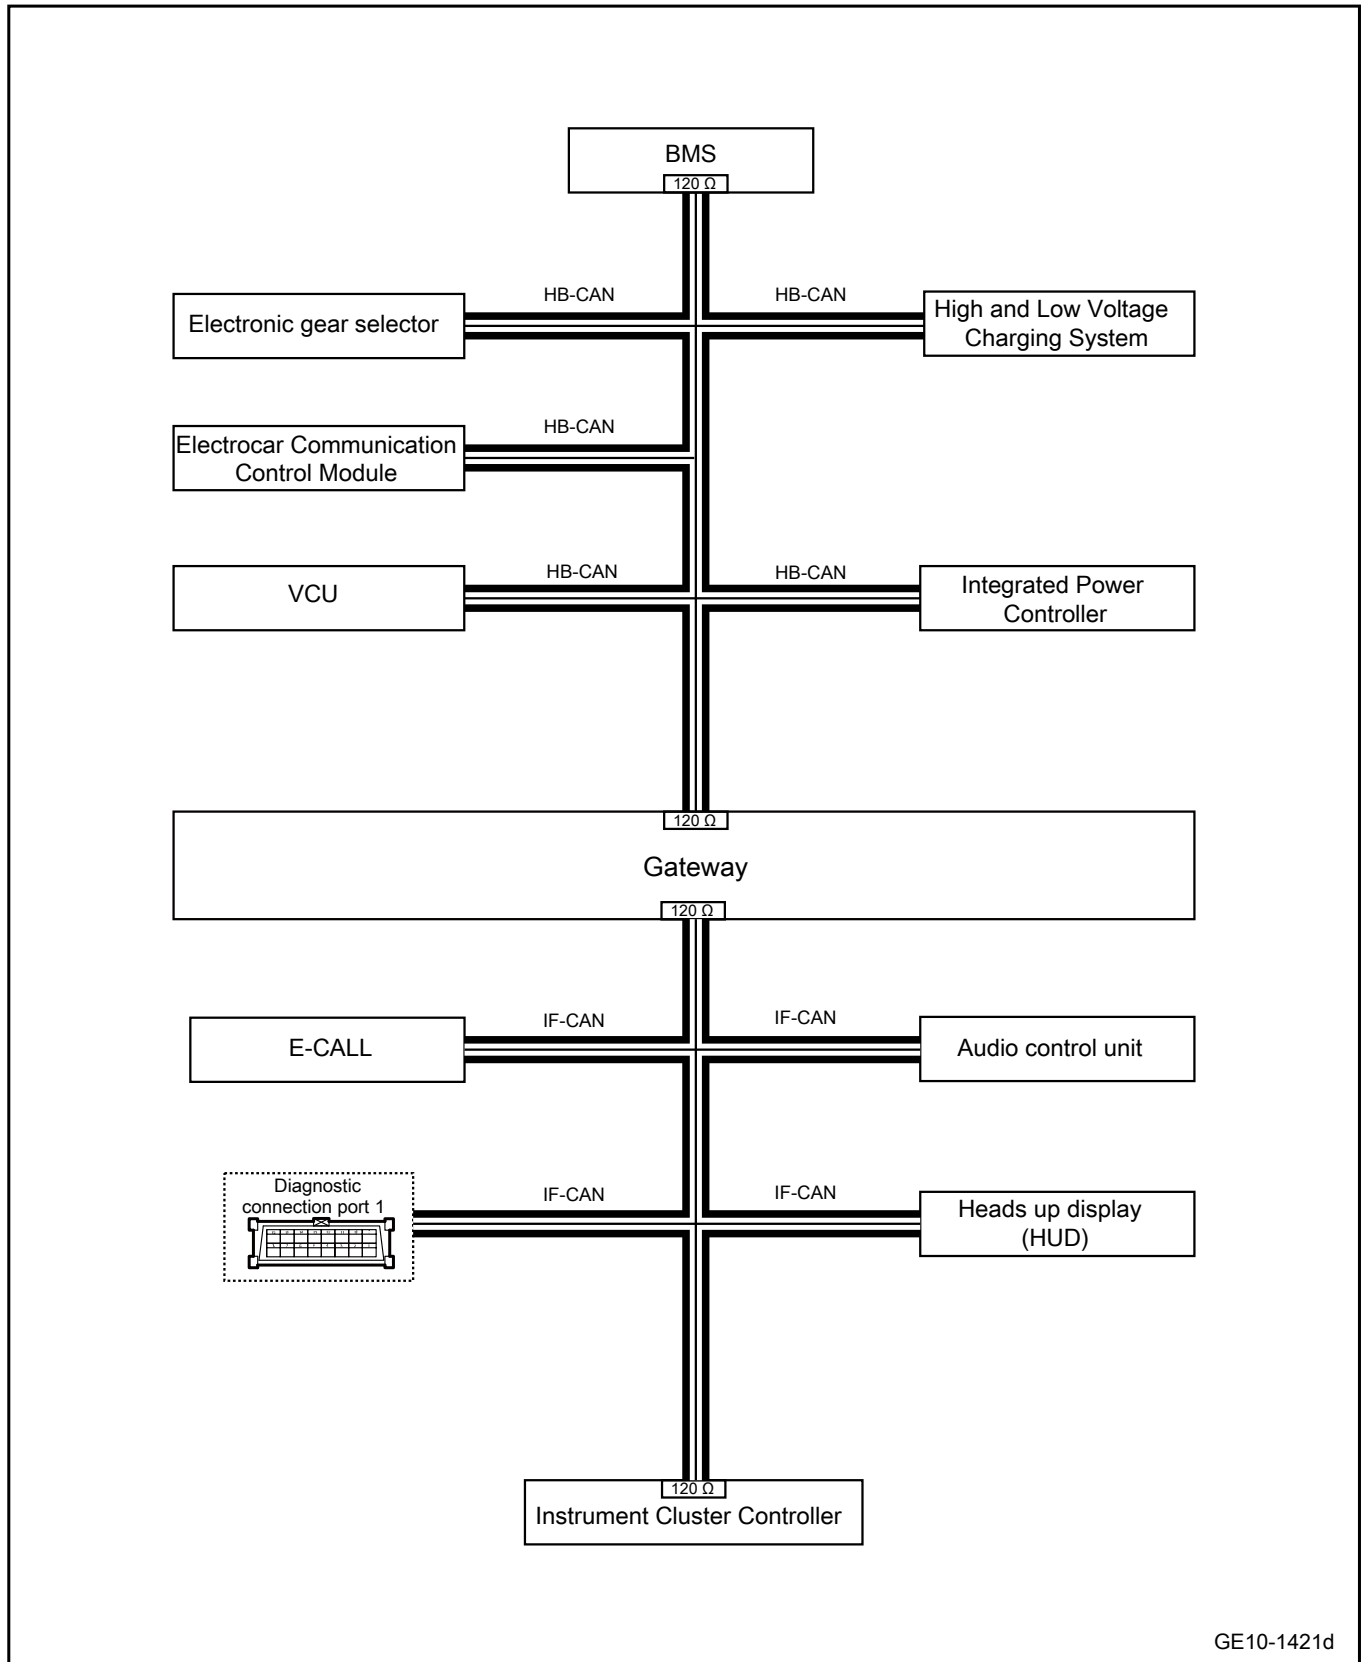 BMS
120 Ω
HB-CAN
HB-CAN
Electronic gear selector
High and Low Voltage
Charging System
HB-CAN
Electrocar Communication
Control Module
HB-CAN
HB-CAN
VCU
Integrated Power
Controller
120 Ω
Gateway
120 Ω
IF-CAN
IF-CAN
E-CALL
Audio control unit
Diagnostic
connection port 1
IF-CAN
IF-CAN
Heads up display
(HUD)
120 Ω
Instrument Cluster Controller
GE10-1421d